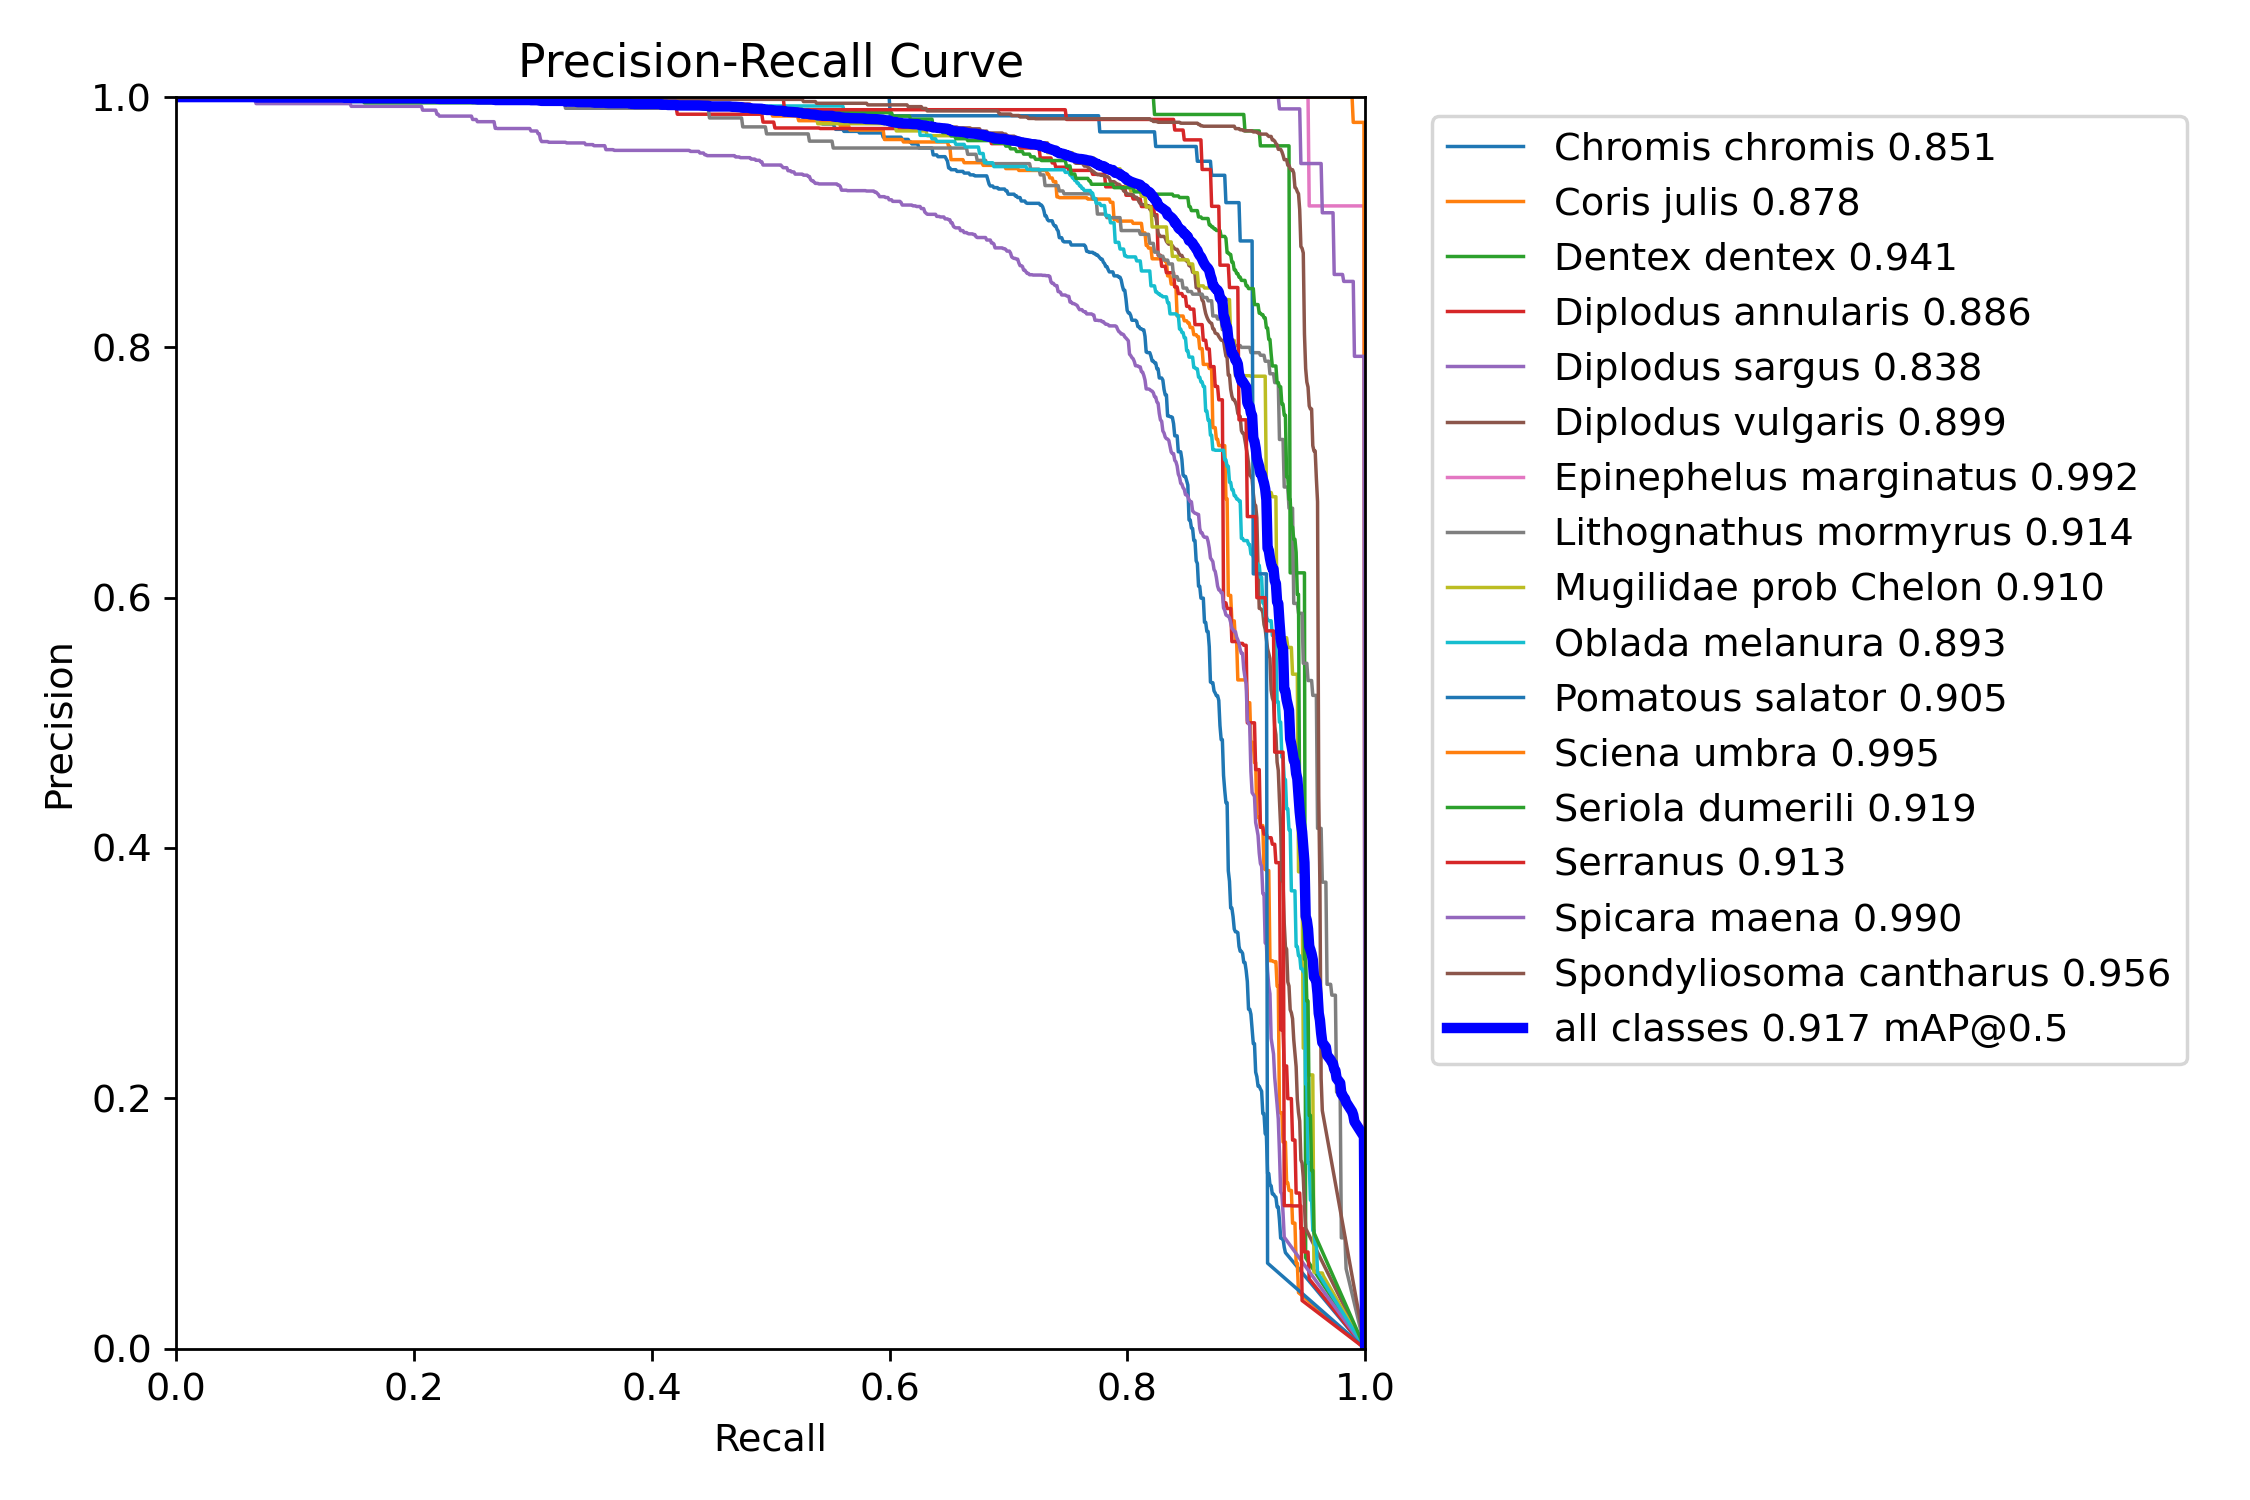 Precision-Recall Curve
1.0
0.8
0.6
0.4
0.2
0.0
Precision
0.0 0.2 0.4 0.6 0.8 1.0
Recall
Chromis chromis 0.851
Coris julis 0.878
Dentex dentex 0.941
Diplodus annularis 0.886
Diplodus sargus 0.838
Diplodus vulgaris 0.899
Epinephelus marginatus 0.992
Lithognathus mormyrus 0.914
Mugilidae prob Chelon 0.910
Oblada melanura 0.893
Pomatous salator 0.905
Sciena umbra 0.995
Seriola dumerili 0.919
Serranus 0.913
Spicara maena 0.990
Spondyliosoma cantharus 0.956
all classes 0.917 mAP@0.5